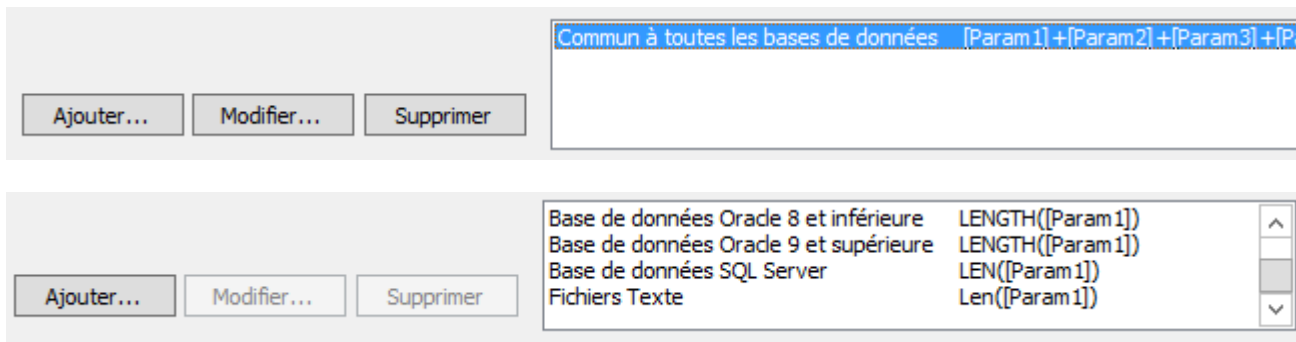 Commun à toutes les bases de données [Param1]+[Param2]+[Param3]+[Pa
Ajouter... Modifier... Supprimer
Base de données Oracle 8 et inférieure LENGTH([Param1])
Base de données Oracle 9 et supérieure LENGTH([Param1])
Base de données SQL Server LEN([Param1])
Fichiers Texte Len([Param1])
Ajouter... Modifier... Supprimer